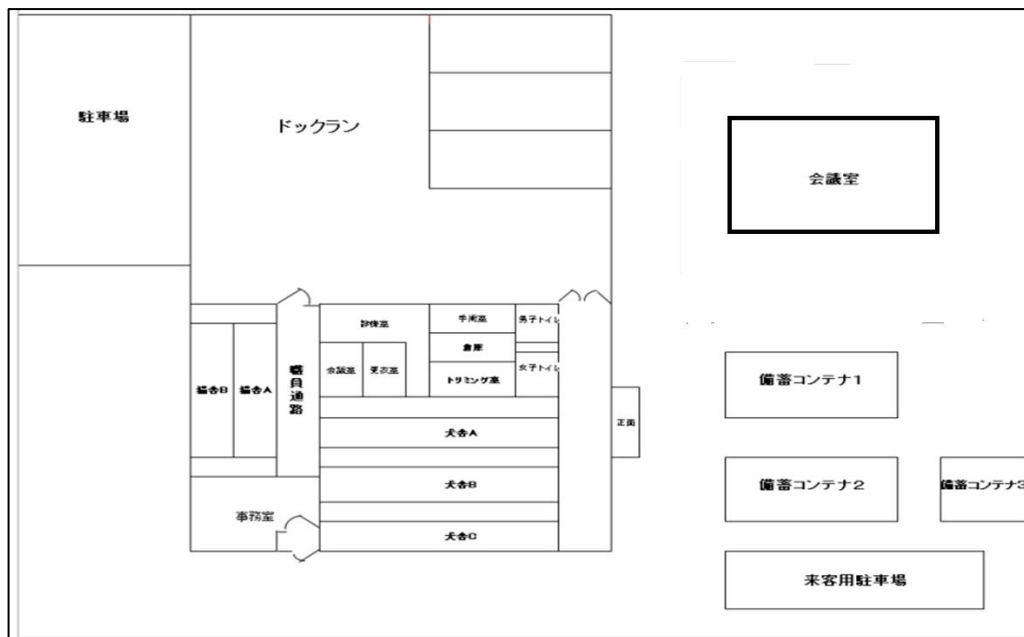 駐車場
ドックラン
会議室
診療室
手術室
男子トイレ
倉庫
会議室
更衣室
トリミング室
女子トイレ
猫舎B
猫舎A
職員通路
備蓄コンテナ1
正面
犬舎A
犬舎B
犬舎C
備蓄コンテナ2
備蓄コンテナ3
事務室
来客用駐車場